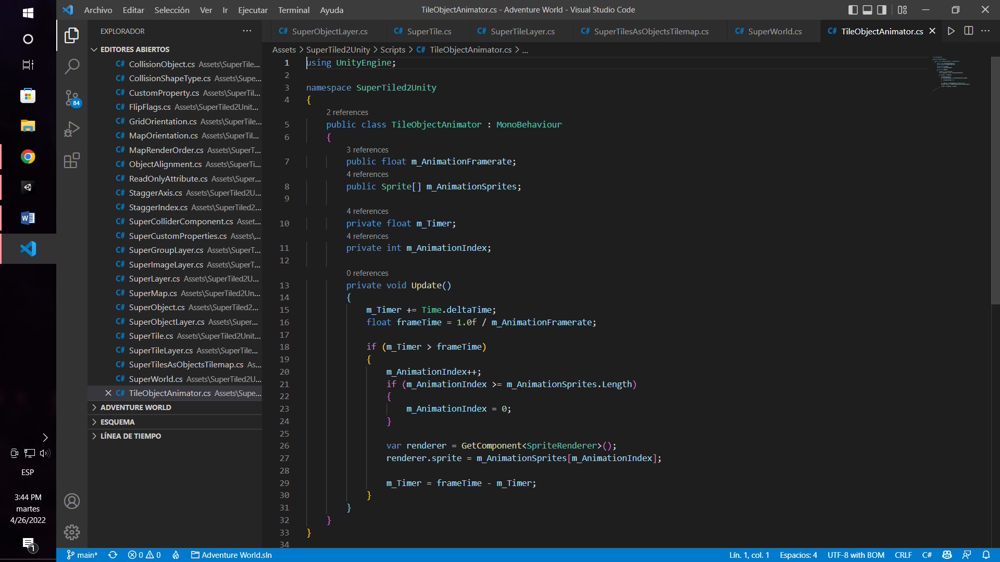 Archivo Editar Selección Ver Ir Ejecutar Terminal Ayuda
TileObjectAnimator.cs - Adventure World - Visual Studio Code
EXPLORADOR
EDITORES ABIERTOS
C# CollisionObject.cs Assets\SuperTile...
C# CollisionShapeType.cs Assets\Supe...
C# CustomProperty.cs Assets\SuperTil...
C# FlipFlags.cs Assets\SuperTiled2Unit...
C# GridOrientation.cs Assets\SuperTile...
C# MapOrientation.cs Assets\SuperTil...
C# MapRenderOrder.cs Assets\SuperT...
C# ObjectAlignment.cs Assets\SuperTi...
C# ReadOnlyAttribute.cs Assets\Super...
C# StaggerAxis.cs Assets\SuperTiled2U...
C# StaggerIndex.cs Assets\SuperTiled2...
C# SuperColliderComponent.cs Asset...
C# SuperCustomProperties.cs Assets\...
C# SuperGroupLayer.cs Assets\SuperT...
C# SuperImageLayer.cs Assets\SuperT...
C# SuperLayer.cs Assets\SuperTiled2U...
C# SuperMap.cs Assets\SuperTiled2Un...
C# SuperObject.cs Assets\SuperTiled2...
C# SuperObjectLayer.cs Assets\Super...
C# SuperTile.cs Assets\SuperTiled2Unit...
C# SuperTileLayer.cs Assets\SuperTile...
C# SuperTilesAsObjectsTilemap.cs As...
C# SuperWorld.cs Assets\SuperTiled2U...
C# TileObjectAnimator.cs Assets\Supe...
ADVENTURE WORLD
ESQUEMA
LÍNEA DE TIEMPO
84
C# SuperObjectLayer.cs C# SuperTile.cs C# SuperTileLayer.cs C# SuperTilesAsObjectsTilemap.cs C# SuperWorld.cs C# TileObjectAnimator.cs
Assets > SuperTiled2Unity > Scripts > C# TileObjectAnimator.cs > ...
1 using UnityEngine;
2
3 namespace SuperTiled2Unity
4 {
2 references
5 public class TileObjectAnimator : MonoBehaviour
6 {
3 references
7 public float m_AnimationFramerate;
4 references
8 public Sprite[] m_AnimationSprites;
9
4 references
10 private float m_Timer;
4 references
11 private int m_AnimationIndex;
12
0 references
13 private void Update()
14 {
15 m_Timer += Time.deltaTime;
16 float frameTime = 1.0f / m_AnimationFramerate;
17
18 if (m_Timer > frameTime)
19 {
20 m_AnimationIndex++;
21 if (m_AnimationIndex >= m_AnimationSprites.Length)
22 {
23 m_AnimationIndex = 0;
24 }
25
26 var renderer = GetComponent<SpriteRenderer>();
27 renderer.sprite = m_AnimationSprites[m_AnimationIndex];
28
29 m_Timer = frameTime - m_Timer;
30 }
31 }
32 }
33 }
34
ESP
3:44 PM
martes
4/26/2022
1
main* 0 0 Adventure World.sln Lín. 1, col. 1 Espacios: 4 UTF-8 with BOM CRLF C#